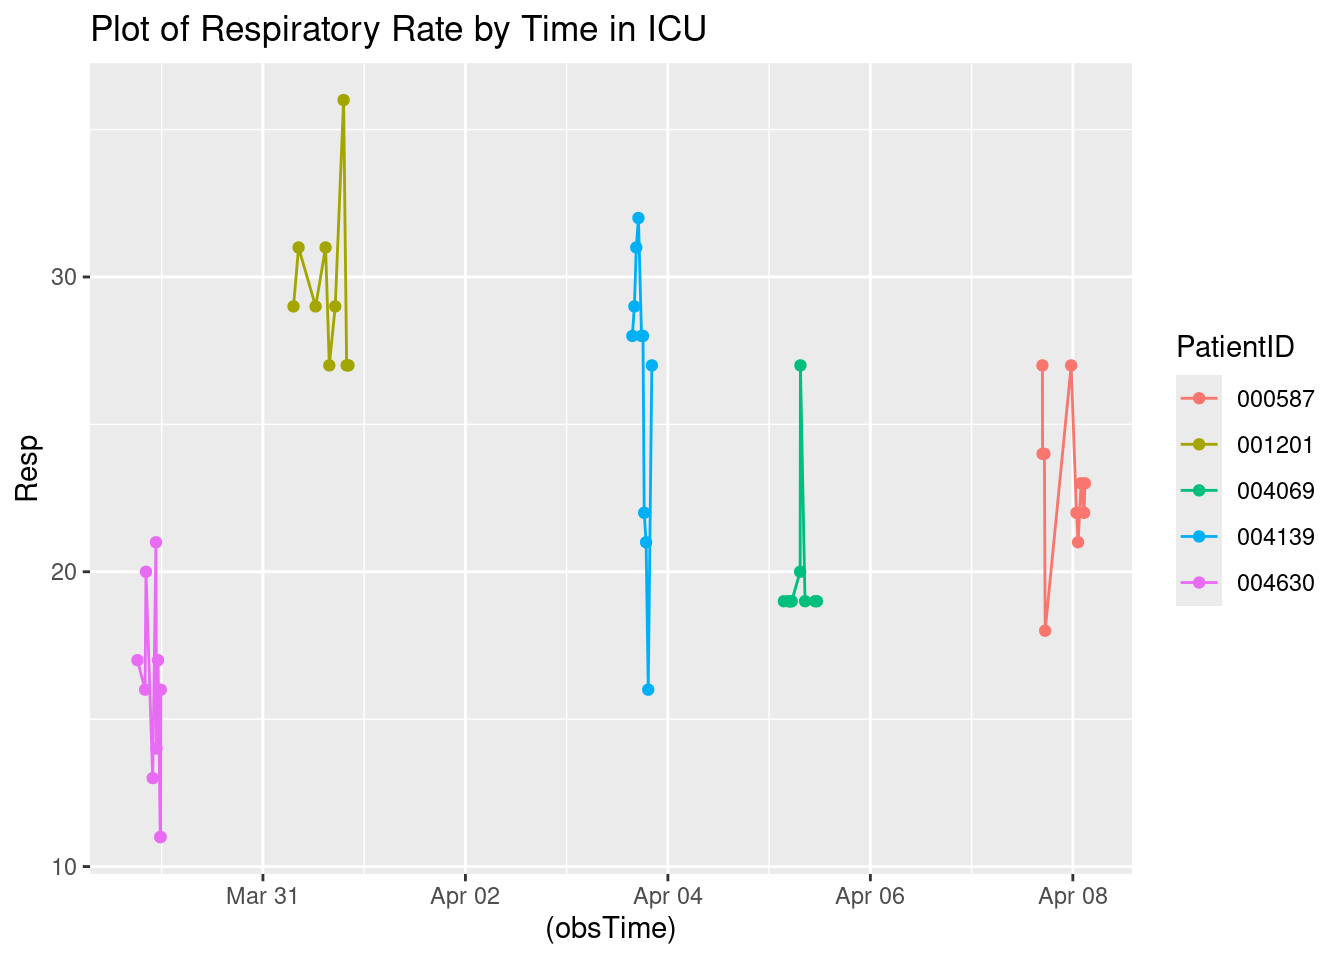 Plot of Respiratory Rate by Time in ICU
Resp
30
20
10
Mar 31 Apr 02 Apr 04 Apr 06 Apr 08
(obsTime)
PatientID
000587
001201
004069
004139
004630